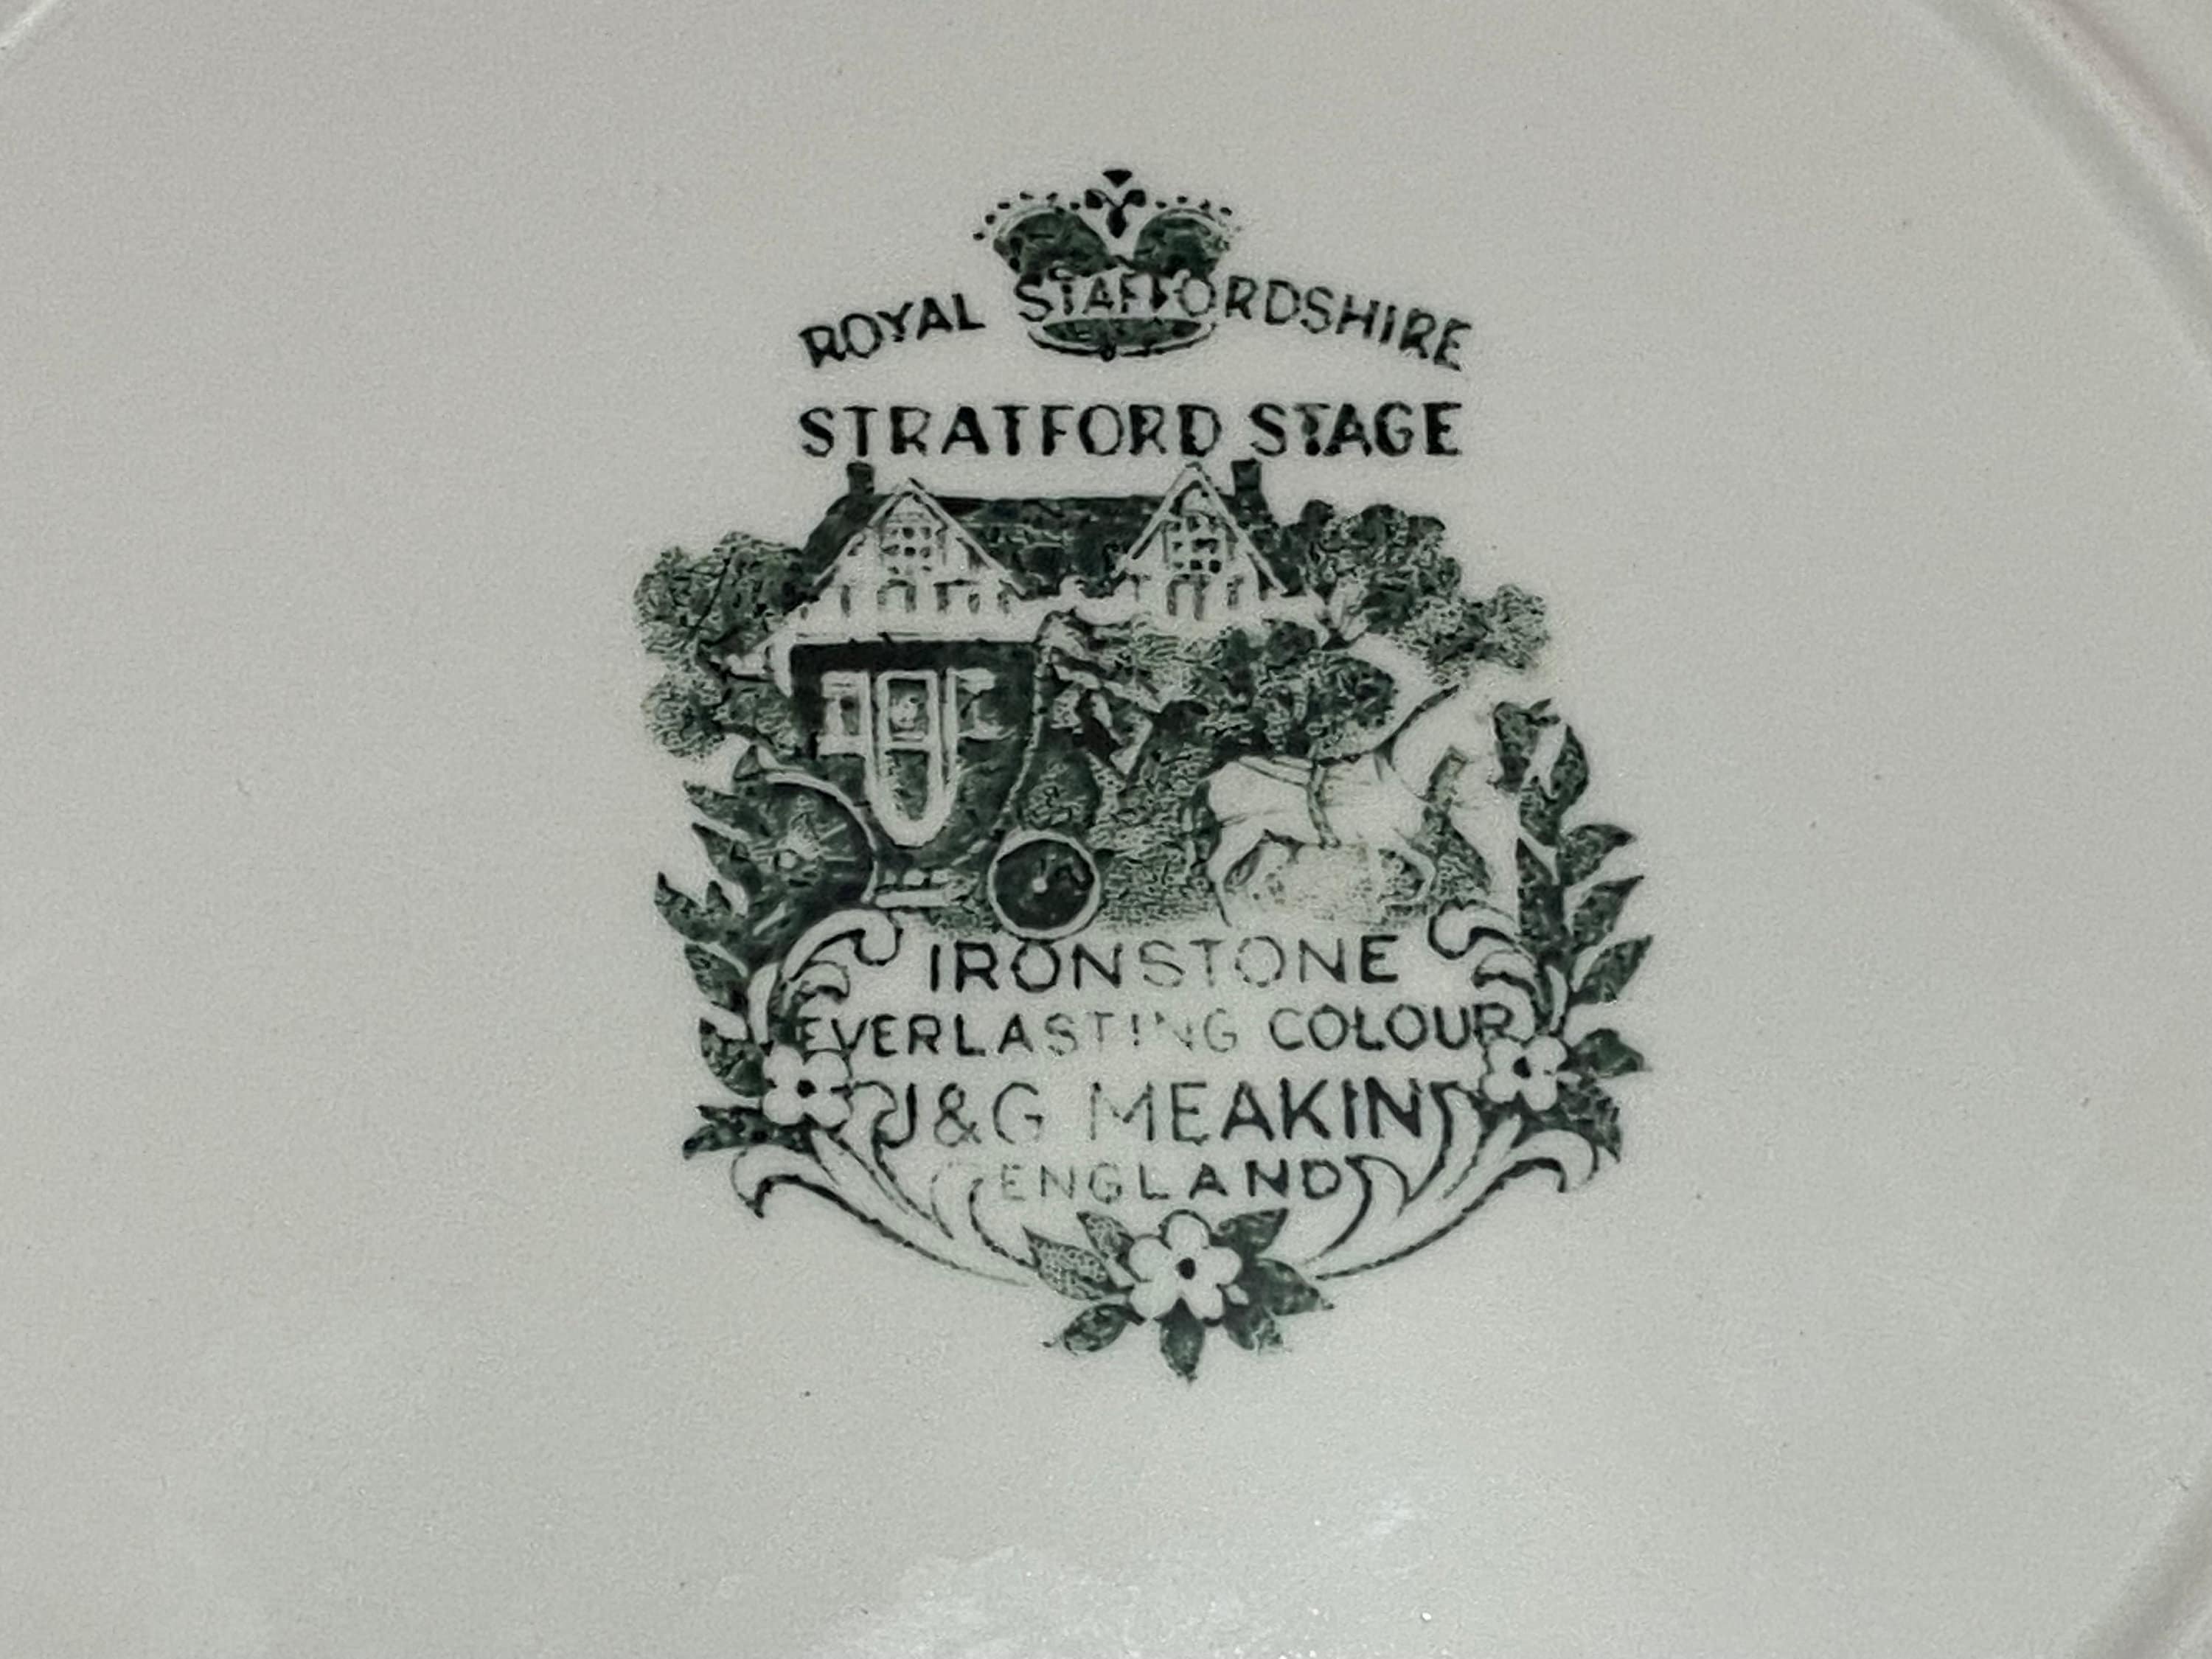 ROYAL STAFFORDSHIRE
STRATFORD STAGE
IRONSTONE
EVERLASTING COLOUR
J&G MEAKIN
ENGLAND